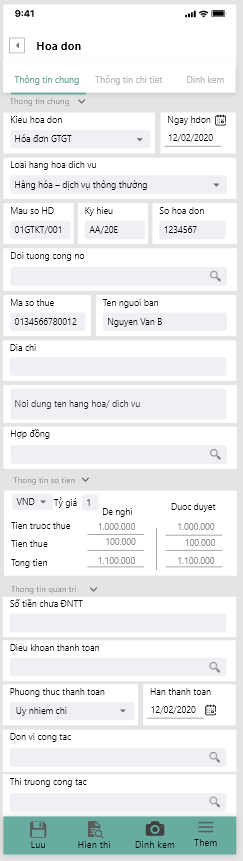 9:41
Hoa don
Thông tin chung Thông tin chi tiet Dinh kem
Thong tin chung
Kieu hoa don Ngay hdon
Hóa đơn GTGT 12/02/2020
Loai hang hoa dich vu
Hàng hóa – dịch vụ thông thường
Mau so HD Ky hieu So hoa don
01GTKT/001 AA/20E 1234567
Doi tuong cong no
Ma so thue Ten nguoi ban
0134566780012 Nguyen Van B
Dia chi
Noi dung ten hang hoa/ dich vu
Hợp đồng
Thong tin so tien
VND Tỷ giá 1
De nghi Duoc duyet
Tien truoc thue 1.000.000 1.000.000
Tien thue 100.000 100.000
Tong tien 1.100.000 1.100.000
Thong tin quan tri
Số tiền chưa ĐNTT
Dieu khoan thanh toan
Phuong thuc thanh toan Han thanh toan
Uy nhiem chi 12/02/2020
Don vi cong tac
Thi truong cong tac
Luu Hien thi Dinh kem Them